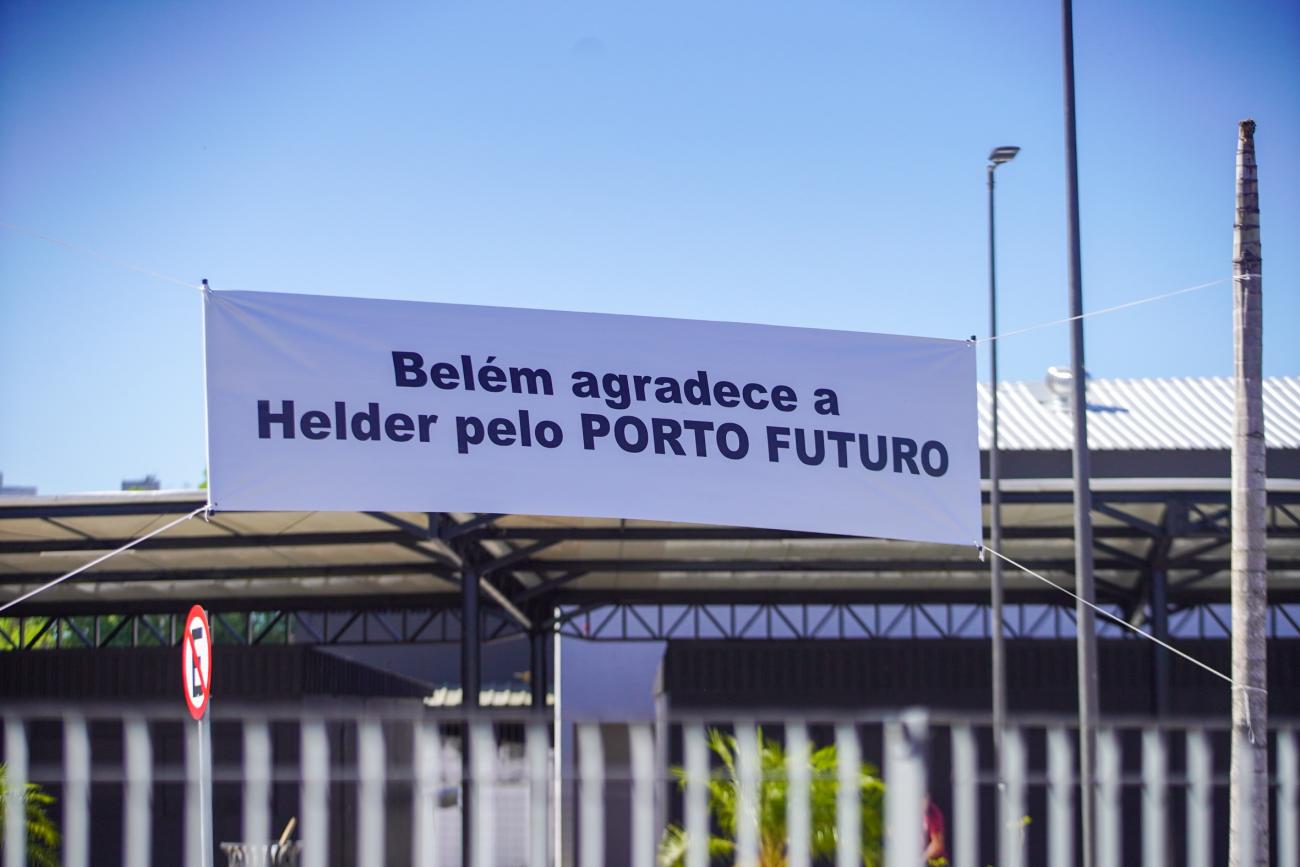 Belém agradece a
Helder pelo PORTO FUTURO
E